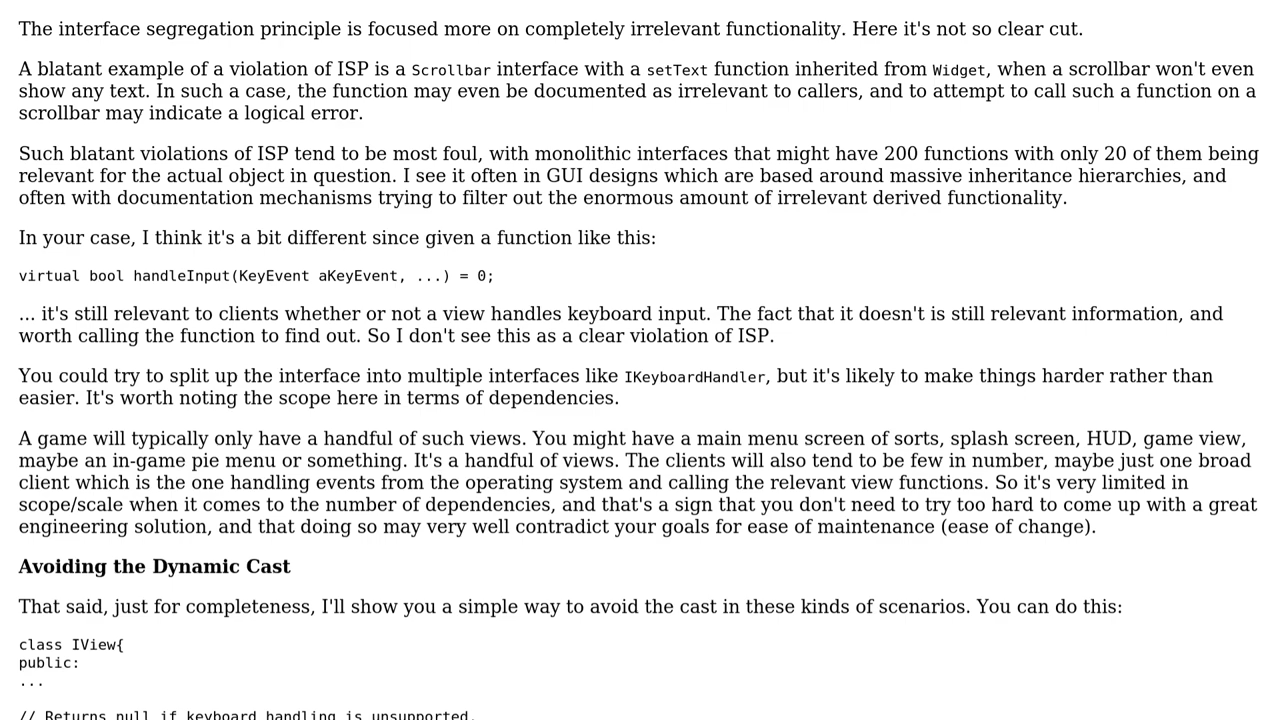 The interface segregation principle is focused more on completely irrelevant functionality. Here it's not so clear cut.
A blatant example of a violation of ISP is a Scrollbar interface with a setText function inherited from Widget, when a scrollbar won't even
show any text. In such a case, the function may even be documented as irrelevant to callers, and to attempt to call such a function on a
scrollbar may indicate a logical error.
Such blatant violations of ISP tend to be most foul, with monolithic interfaces that might have 200 functions with only 20 of them being
relevant for the actual object in question. I see it often in GUI designs which are based around massive inheritance hierarchies, and
often with documentation mechanisms trying to filter out the enormous amount of irrelevant derived functionality.
In your case, I think it's a bit different since given a function like this:
virtual bool handleInput(KeyEvent aKeyEvent, ...) = 0;
... it's still relevant to clients whether or not a view handles keyboard input. The fact that it doesn't is still relevant information, and
worth calling the function to find out. So I don't see this as a clear violation of ISP.
You could try to split up the interface into multiple interfaces like IKeyboardHandler, but it's likely to make things harder rather than
easier. It's worth noting the scope here in terms of dependencies.
A game will typically only have a handful of such views. You might have a main menu screen of sorts, splash screen, HUD, game view,
maybe an in-game pie menu or something. It's a handful of views. The clients will also tend to be few in number, maybe just one broad
client which is the one handling events from the operating system and calling the relevant view functions. So it's very limited in
scope/scale when it comes to the number of dependencies, and that's a sign that you don't need to try too hard to come up with a great
engineering solution, and that doing so may very well contradict your goals for ease of maintenance (ease of change).
Avoiding the Dynamic Cast
That said, just for completeness, I'll show you a simple way to avoid the cast in these kinds of scenarios. You can do this:
class IView{
public:
...
// Returns null if keyboard handling is unsupported.